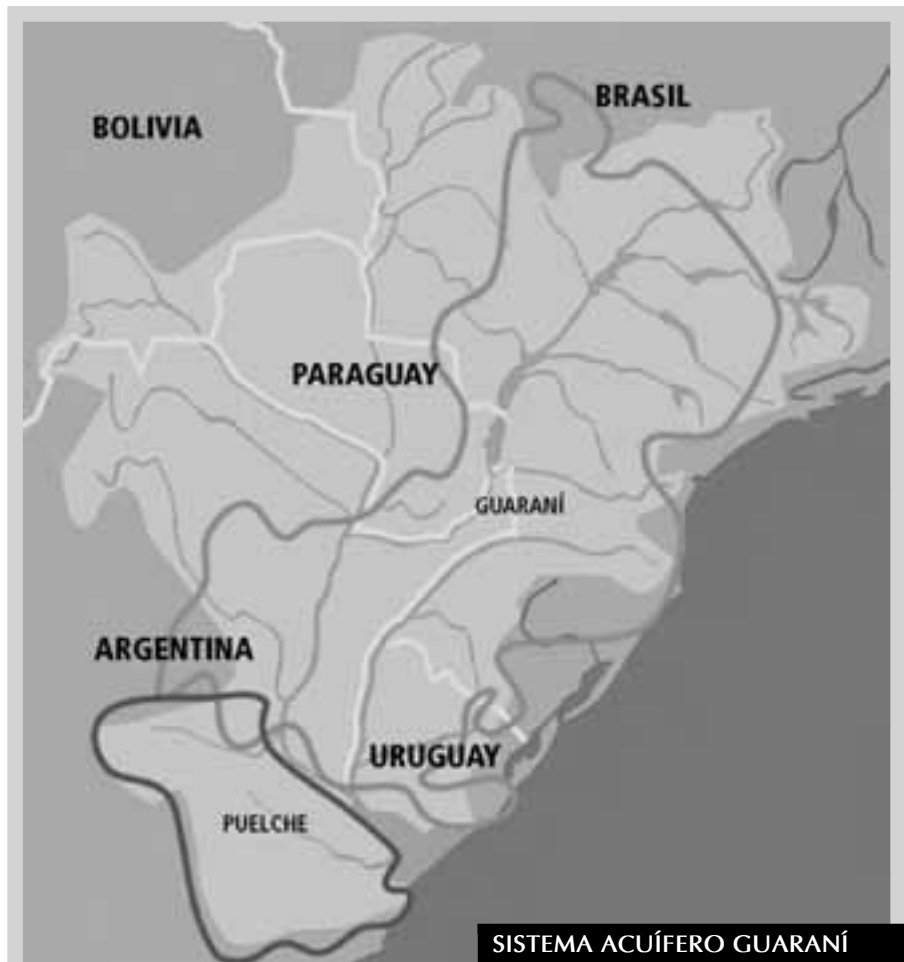 BRASIL
BOLIVIA
PARAGUAY
GUARANÍ
ARGENTINA
URUGUAY
PUELCHE
SISTEMA ACUÍFERO GUARANÍ